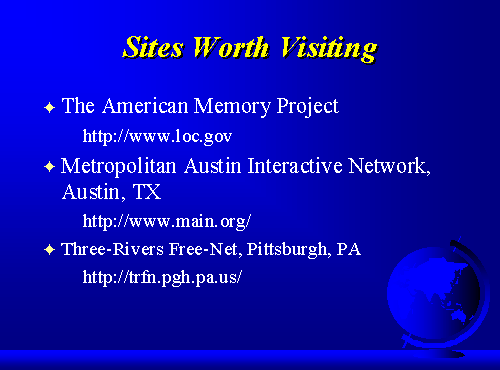 Sites Worth Visiting
The American Memory Project
http://www.loc.gov
Metropolitan Austin Interactive Network,
Austin, TX
http://www.main.org/
Three-Rivers Free-Net, Pittsburgh, PA
http://trfn.pgh.pa.us/